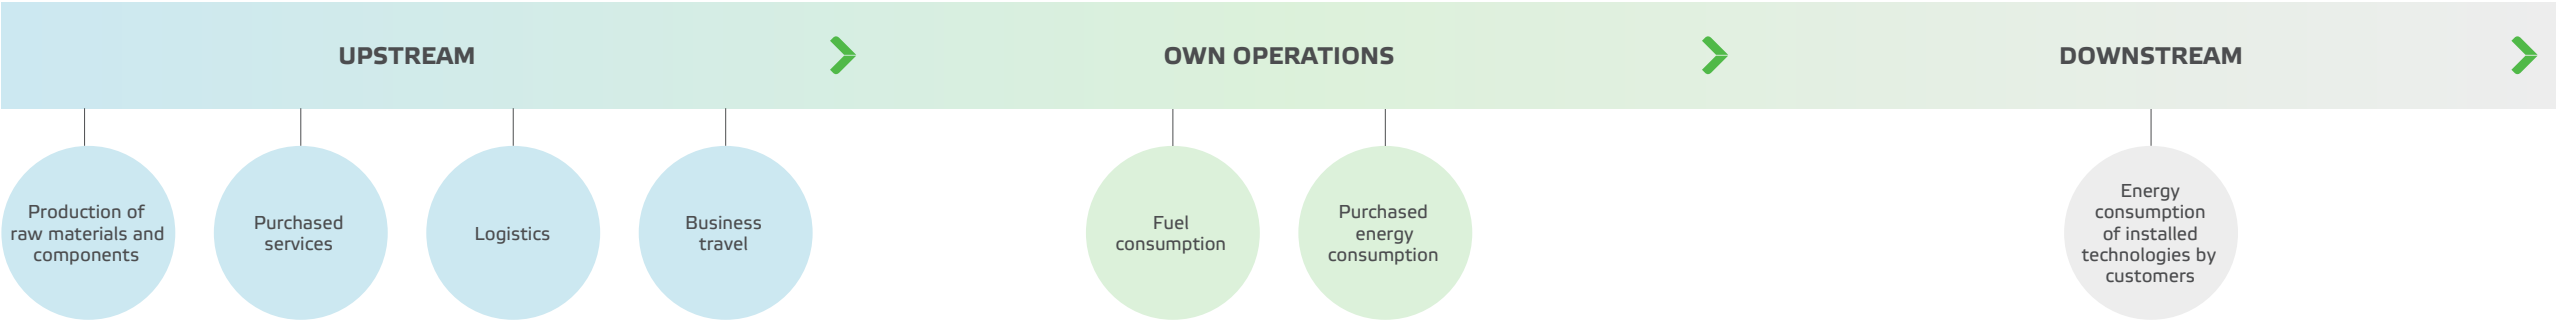 UPSTREAM
OWN OPERATIONS
DOWNSTREAM
Production of
raw materials and
components
Purchased
services
Logistics
Business
travel
Fuel
consumption
Purchased
energy
consumption
Energy
consumption
of installed
technologies by
customers